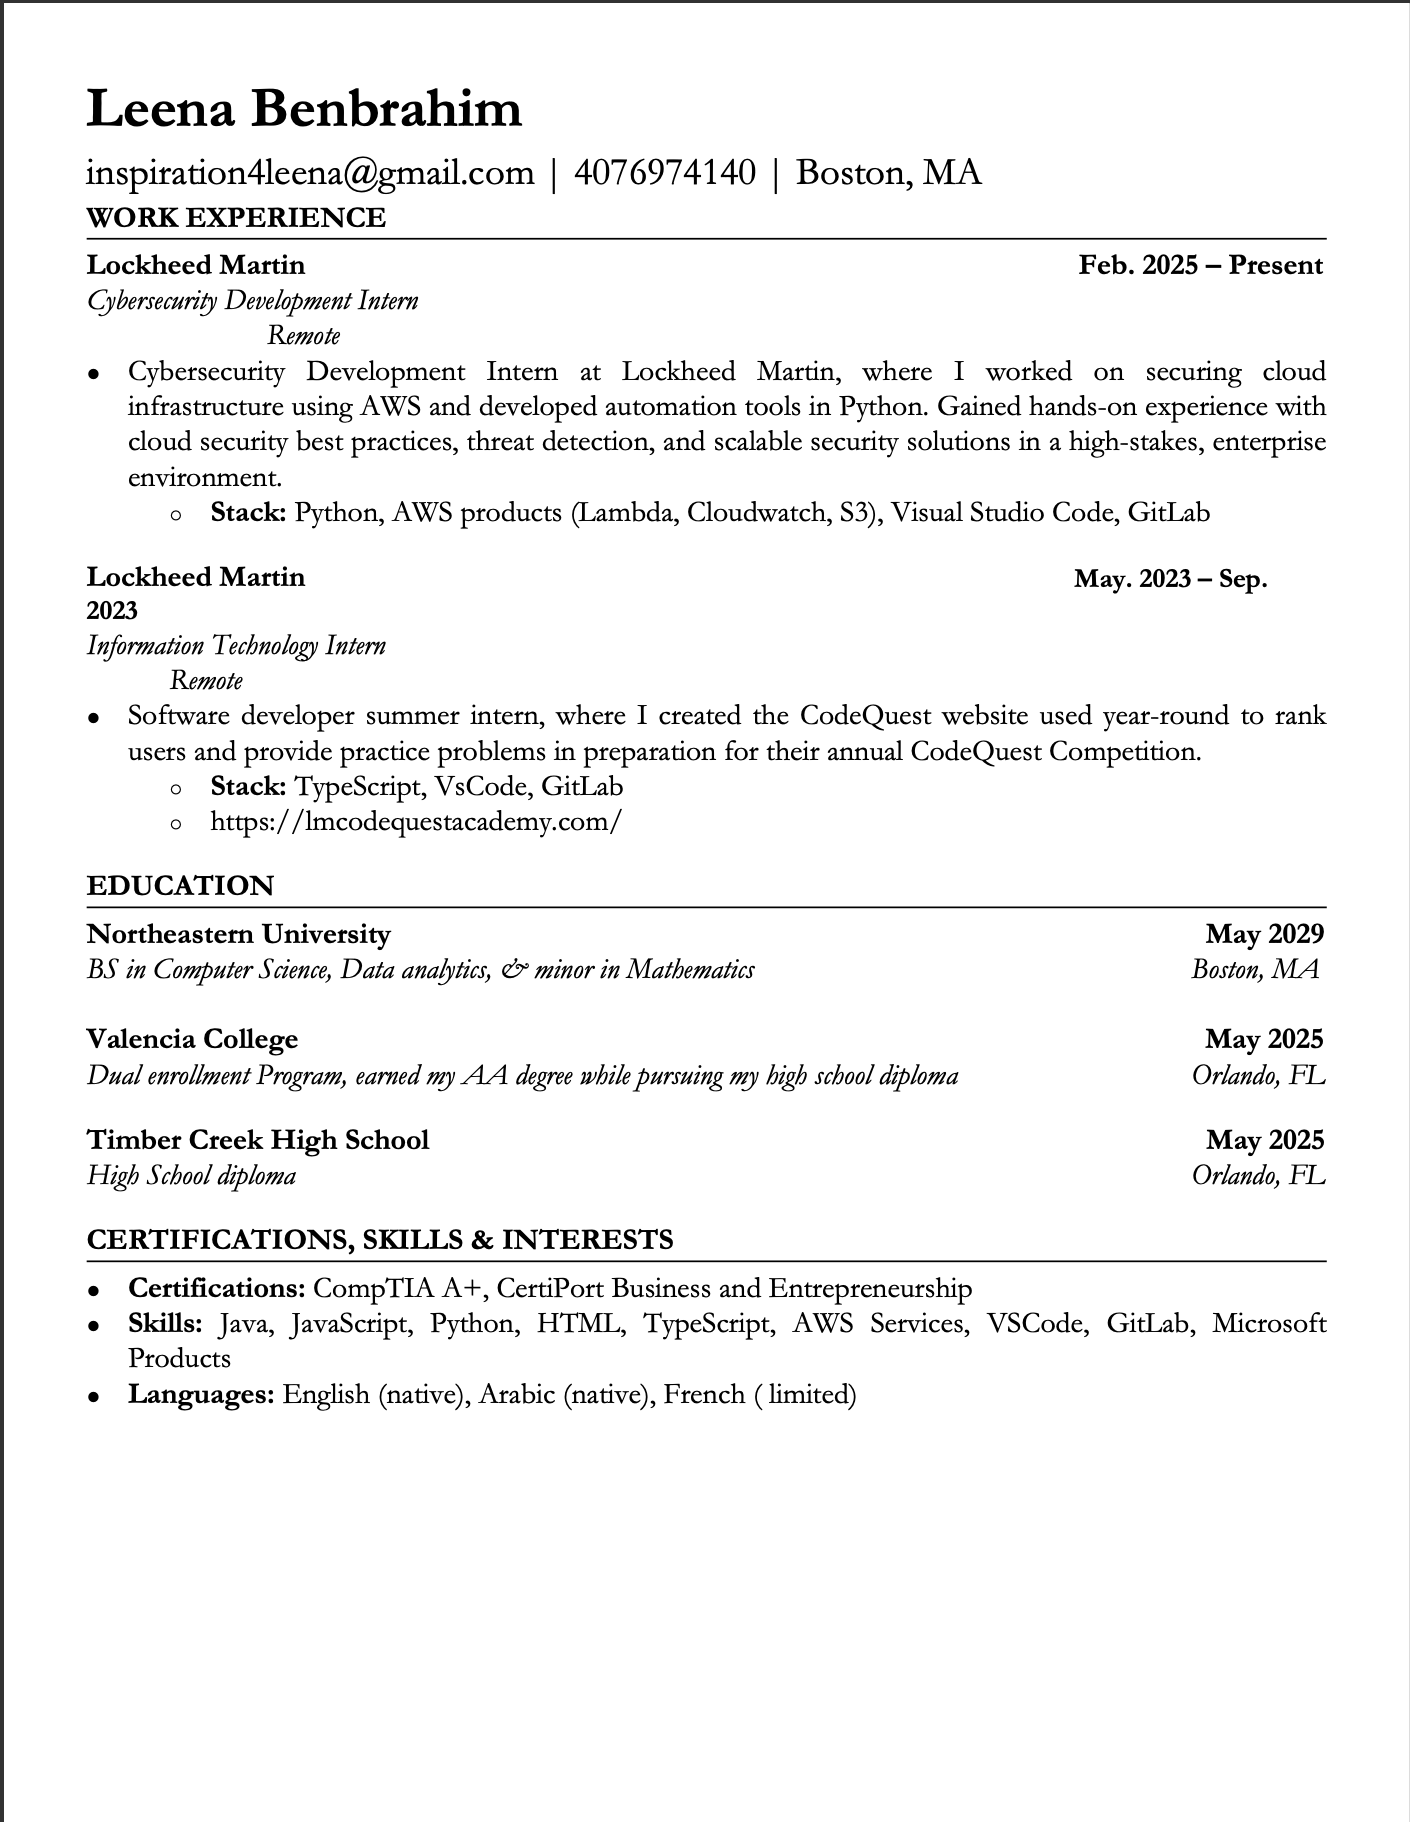 Leena Benbrahim
inspiration4leena@gmail.com | 4076974140 | Boston, MA
WORK EXPERIENCE
Lockheed Martin Feb. 2025 – Present
Cybersecurity Development Intern
Remote
● Cybersecurity Development Intern at Lockheed Martin, where I worked on securing cloud
infrastructure using AWS and developed automation tools in Python. Gained hands-on experience with
cloud security best practices, threat detection, and scalable security solutions in a high-stakes, enterprise
environment.
○ Stack: Python, AWS products (Lambda, Cloudwatch, S3), Visual Studio Code, GitLab
Lockheed Martin May. 2023 – Sep.
2023
Information Technology Intern
Remote
● Software developer summer intern, where I created the CodeQuest website used year-round to rank
users and provide practice problems in preparation for their annual CodeQuest Competition.
○ Stack: TypeScript, VsCode, GitLab
○ https://lmcodequestacademy.com/
EDUCATION
Northeastern University May 2029
BS in Computer Science, Data analytics, & minor in Mathematics Boston, MA
Valencia College May 2025
Dual enrollment Program, earned my AA degree while pursuing my high school diploma Orlando, FL
Timber Creek High School May 2025
High School diploma Orlando, FL
CERTIFICATIONS, SKILLS & INTERESTS
● Certifications: CompTIA A+, CertiPort Business and Entrepreneurship
● Skills: Java, JavaScript, Python, HTML, TypeScript, AWS Services, VSCode, GitLab, Microsoft
Products
● Languages: English (native), Arabic (native), French ( limited)